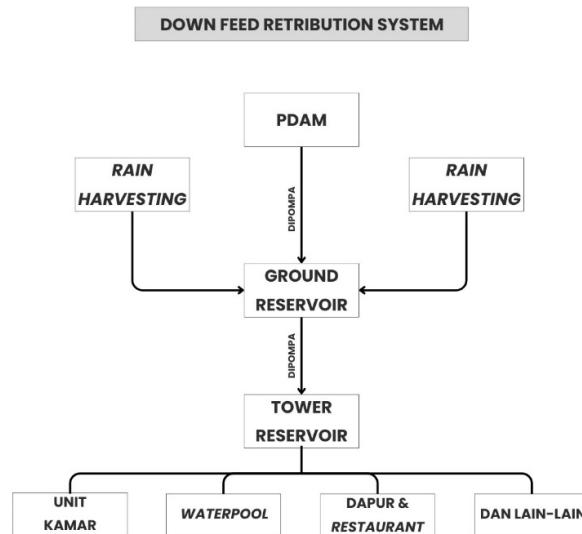 DOWN FEED RETRIBUTION SYSTEM
PDAM
RAIN
HARVESTING
RAIN
HARVESTING
DIPOMPA
GROUND
RESERVOIR
DIPOMPA
TOWER
RESERVOIR
UNIT
KAMAR
WATERPOOL
DAPUR &
RESTAURANT
DAN LAIN-LAIN